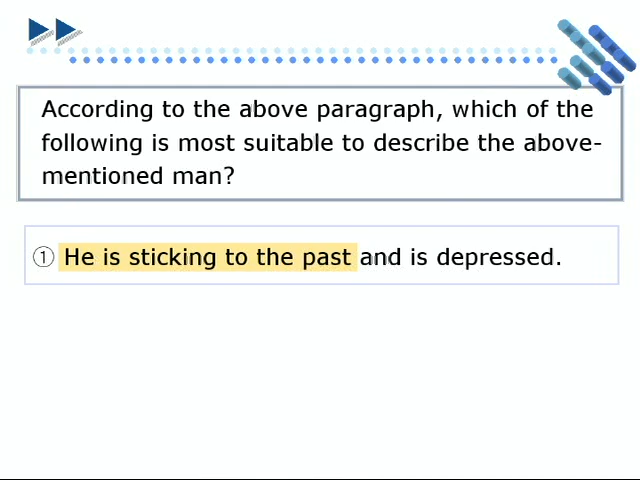 According to the above paragraph, which of the
following is most suitable to describe the above-
mentioned man?
① He is sticking to the past and is depressed.